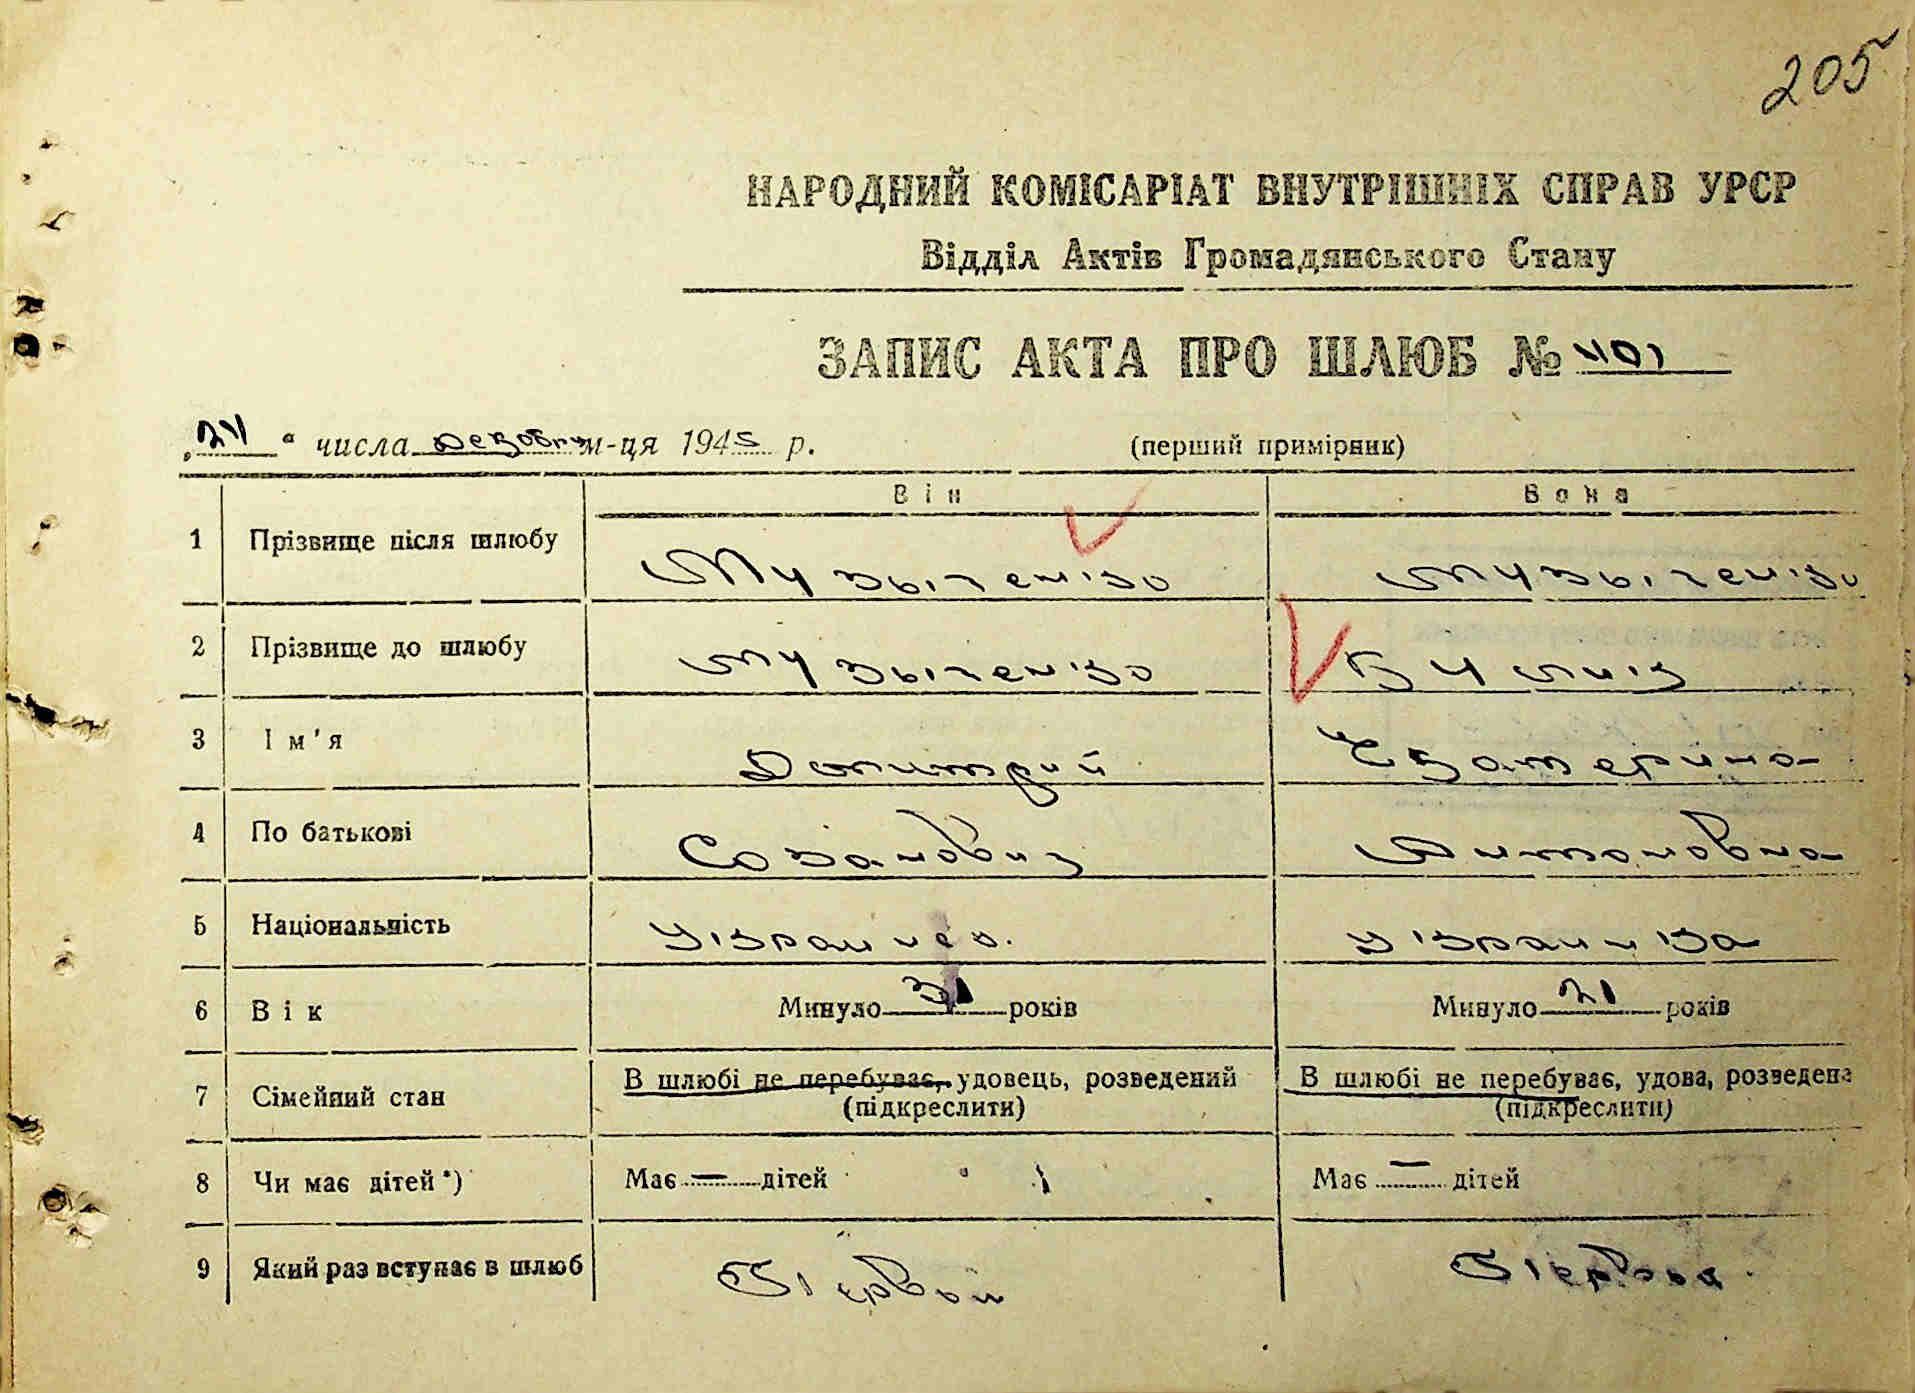 205
НАРОДНИЙ КОМІСАРІАТ ВНУТРІШНІХ СПРАВ УРСР
Відділ Актів Громадянського Стану
ЗАПИС АКТА ПРО ШЛЮБ № 401
„24“ числа декабря м-ця 1945 р. (перший примірник)
Він Вона
1 Прізвище після шлюбу Музыченко Музыченко
2 Прізвище до шлюбу Музыченко
3 Ім'я Дмитрий Екатерина
4 По батькові Созанович Антоновна
5 Національність Украинец. Украинка
6 Вік Минуло 31 років Минуло 21 років
7 Сімейний стан В шлюбі не перебуває, удовець, розведений В шлюбі не перебуває, удова, розведена
(підкреслити) (підкреслити)
8 Чи має дітей*) Має — дітей Має — дітей
9 Який раз вступає в шлюб Первый Первый